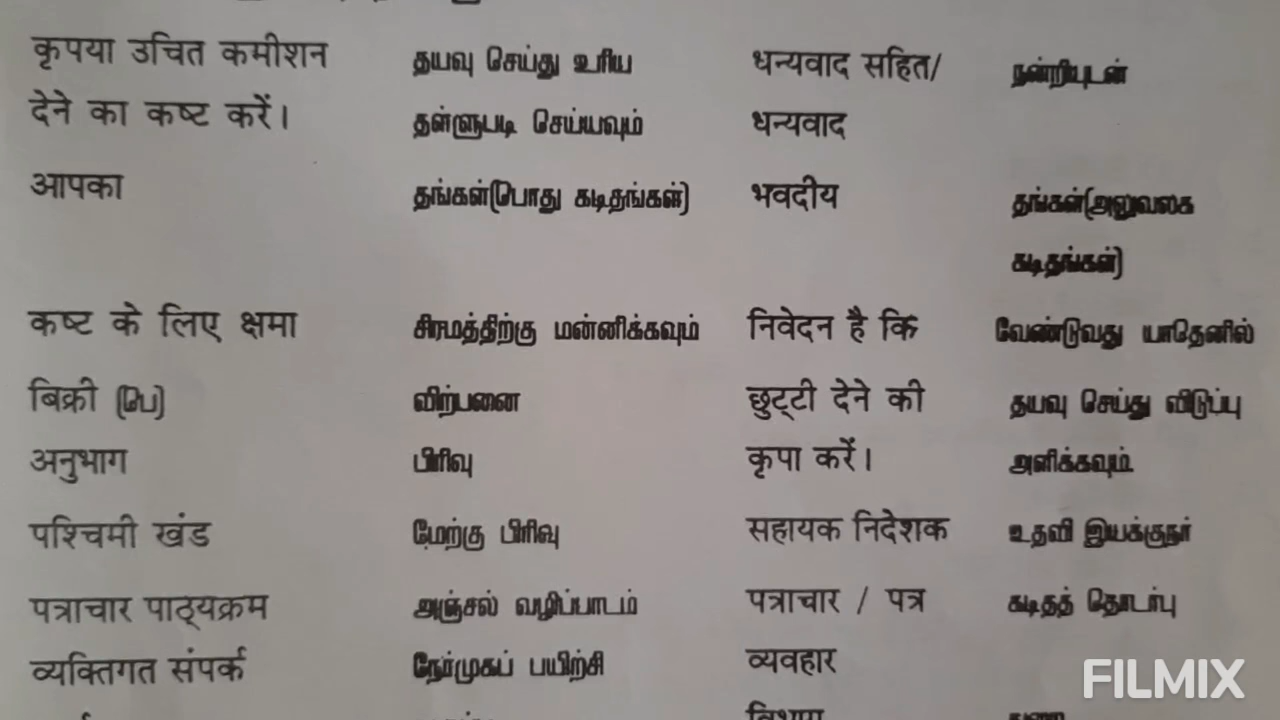 कृपया उचित कमीशन தயவு சேய்து உரிய धन्यवाद सहित/ நன்றியுடன்
देने का कष्ट करें। தள்ளுபடி சேய்யவும் धन्यवाद
आपका தங்கள்(போது கடிதங்கள்) भवदीय தங்கள்(அலுவலக
கடிதங்கள்)
कष्ट के लिए क्षमा சிரமத்திற்கு மன்னிக்கவும் निवेदन है कि வேண்டுவது யாதேனில்
बिक्री (பே) விற்பனை छुट्टी देने की தயவு சேய்து விடுப்பு
अनुभाग பிரிவு कृपा करें। அளிக்கவும்
पश्चिमी खंड மேற்கு பிரிவு सहायक निदेशक உதவி இயக்குநர்
पत्राचार पाठ्यक्रम அஞ்சல் வழிப்பாடம் पत्राचार / पत्र கடிதத் தோடர்பு
व्यक्तिगत संपर्क நேர்முகப் பயிற்சி व्यवहार
विभाग துறை
FILMIX